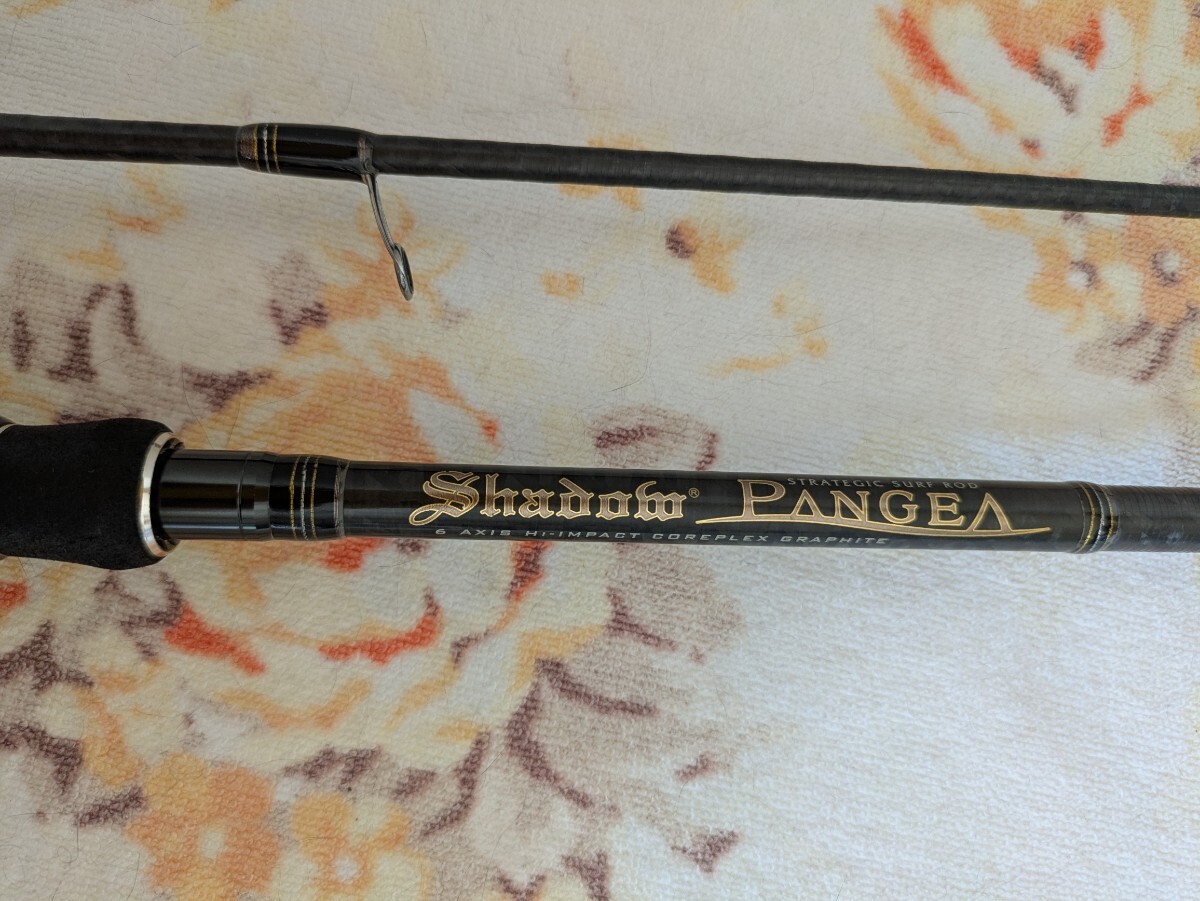 Shadow® PANGEA
STRATEGIC SURF ROD
6 AXIS HI-IMPACT COREPLEX GRAPHITE